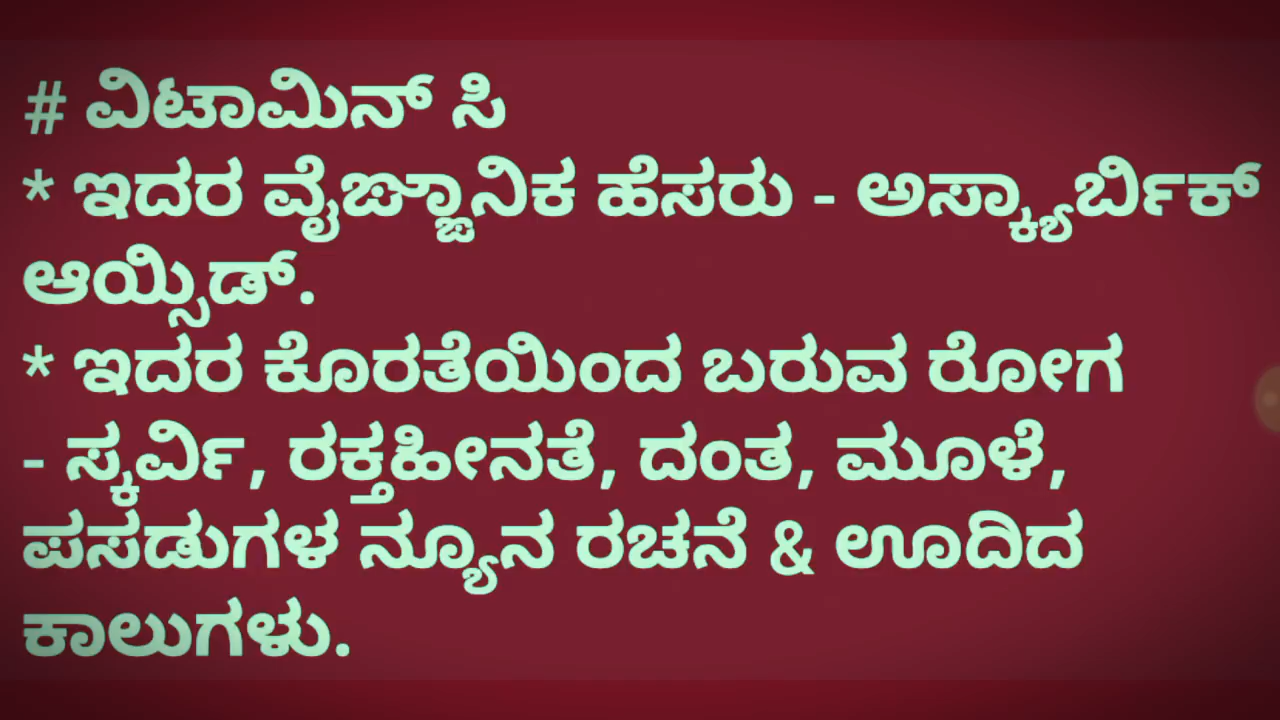 # ವಿಟಾಮಿನ್ ಸಿ
* ಇದರ ವೈಙ್ಞಾನಿಕ ಹೆಸರು - ಅಸ್ಕ್ಯಾರ್ಬಿಕ್
ಆಯ್ಸಿಡ್.
* ಇದರ ಕೊರತೆಯಿಂದ ಬರುವ ರೋಗ
- ಸ್ಕರ್ವಿ, ರಕ್ತಹೀನತೆ, ದಂತ, ಮೂಳೆ,
ಪಸಡುಗಳ ನ್ಯೂನ ರಚನೆ & ಊದಿದ
ಕಾಲುಗಳು.